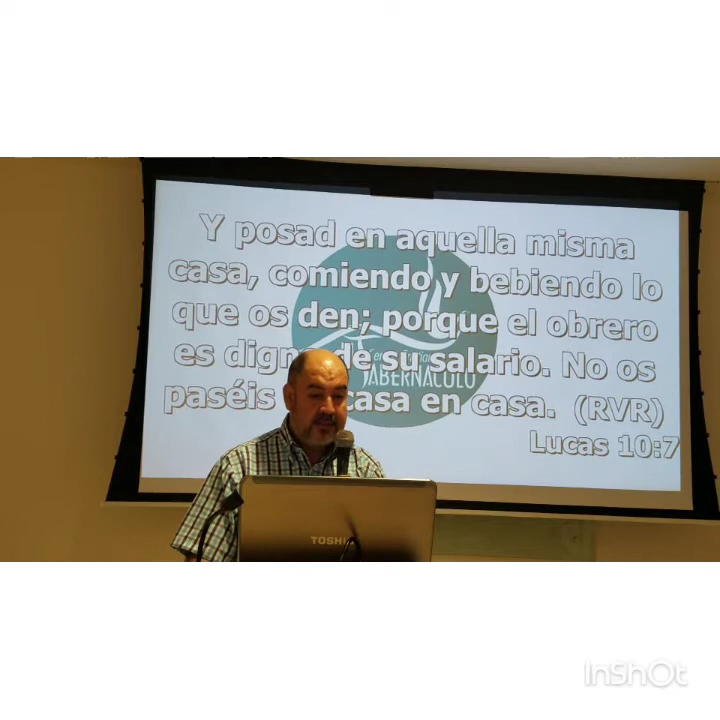 Y posad en aquella misma
casa, comiendo y bebiendo lo
que os den; porque el obrero
es digno de su salario. No os
paséis casa en casa. (RVR)
Lucas 10:7
TABERNACULO
TOSHIBA
InShOt